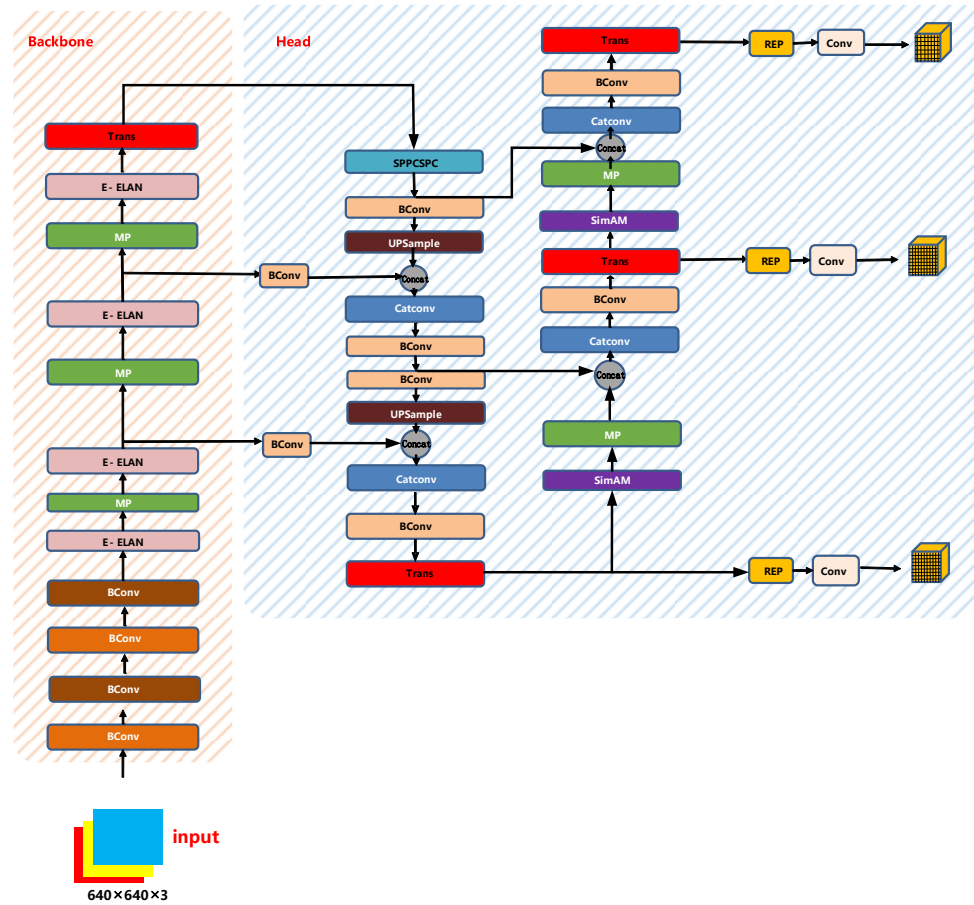 Backbone
Trans
E- ELAN
MP
E- ELAN
MP
E- ELAN
MP
E- ELAN
BConv
BConv
BConv
BConv
input
640×640×3
Head
SPPCSPC
BConv
UPSample
BConv
Concat
Catconv
BConv
BConv
UPSample
BConv
Concat
Catconv
BConv
Trans
Trans
BConv
Catconv
Concat
MP
SimAM
Trans
BConv
Catconv
Concat
MP
SimAM
REP
Conv
REP
Conv
REP
Conv